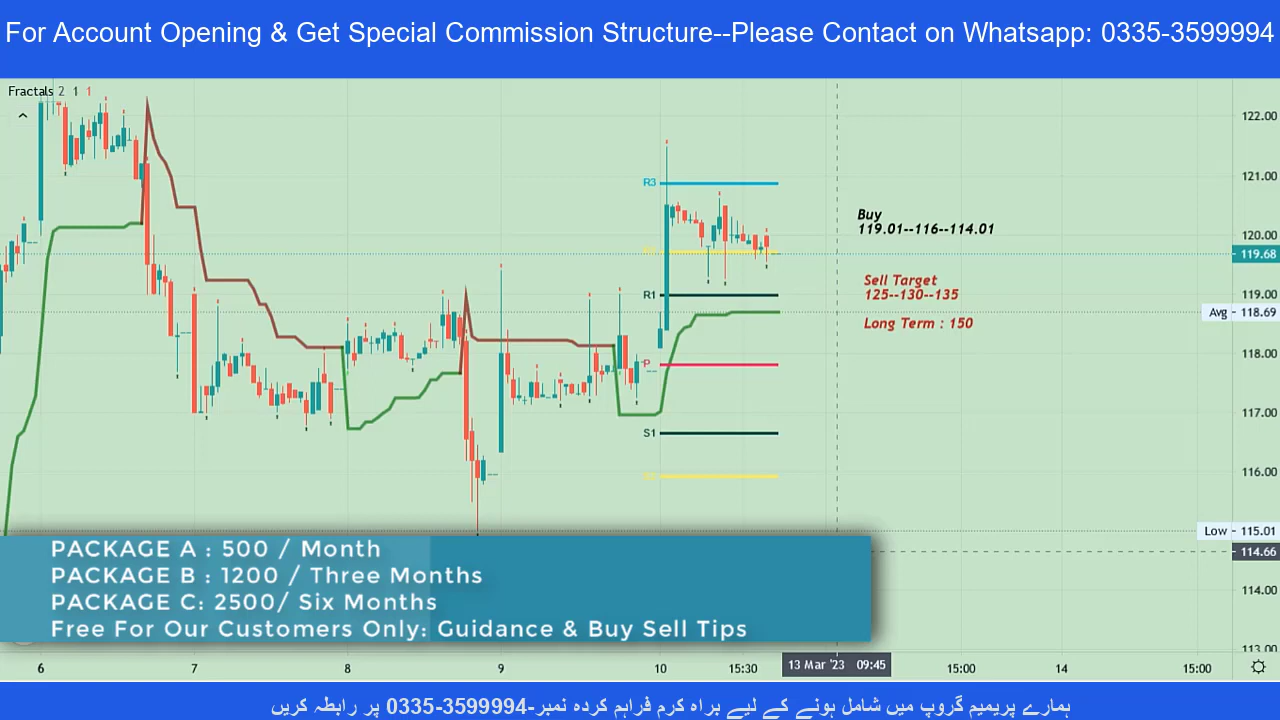 For Account Opening & Get Special Commission Structure--Please Contact on Whatsapp: 0335-3599994
Fractals 2 1 1
122.00
121.00
R3
Buy
119.01--116--114.01
120.00
119.68
Sell Target
125--130--135
R1
119.00
Avg - 118.69
Long Term : 150
118.00
P
117.00
S1
116.00
Low - 115.01
114.66
114.00
113.00
PACKAGE A : 500 / Month
PACKAGE B : 1200 / Three Months
PACKAGE C: 2500/ Six Months
Free For Our Customers Only: Guidance & Buy Sell Tips
6 7 8 9 10 15:30 13 Mar '23 09:45 15:00 14 15:00
ہمارے پریمیم گروپ میں شامل ہونے کے لیے براہ کرم فراہم کردہ نمبر-0335-3599994 پر رابطہ کریں